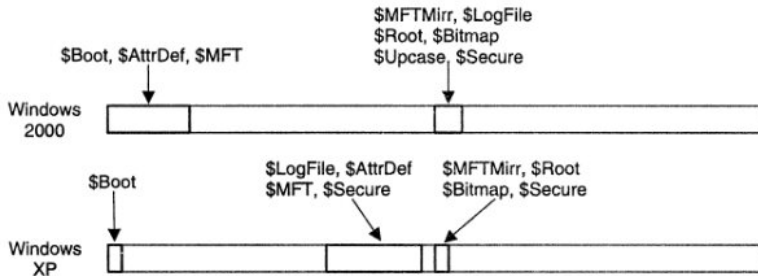 $MFTMirr, $LogFile
$Root, $Bitmap
$Upcase, $Secure
$Boot, $AttrDef, $MFT
Windows
2000
$LogFile, $AttrDef
$MFT, $Secure
$MFTMirr, $Root
$Bitmap, $Secure
$Boot
Windows
XP